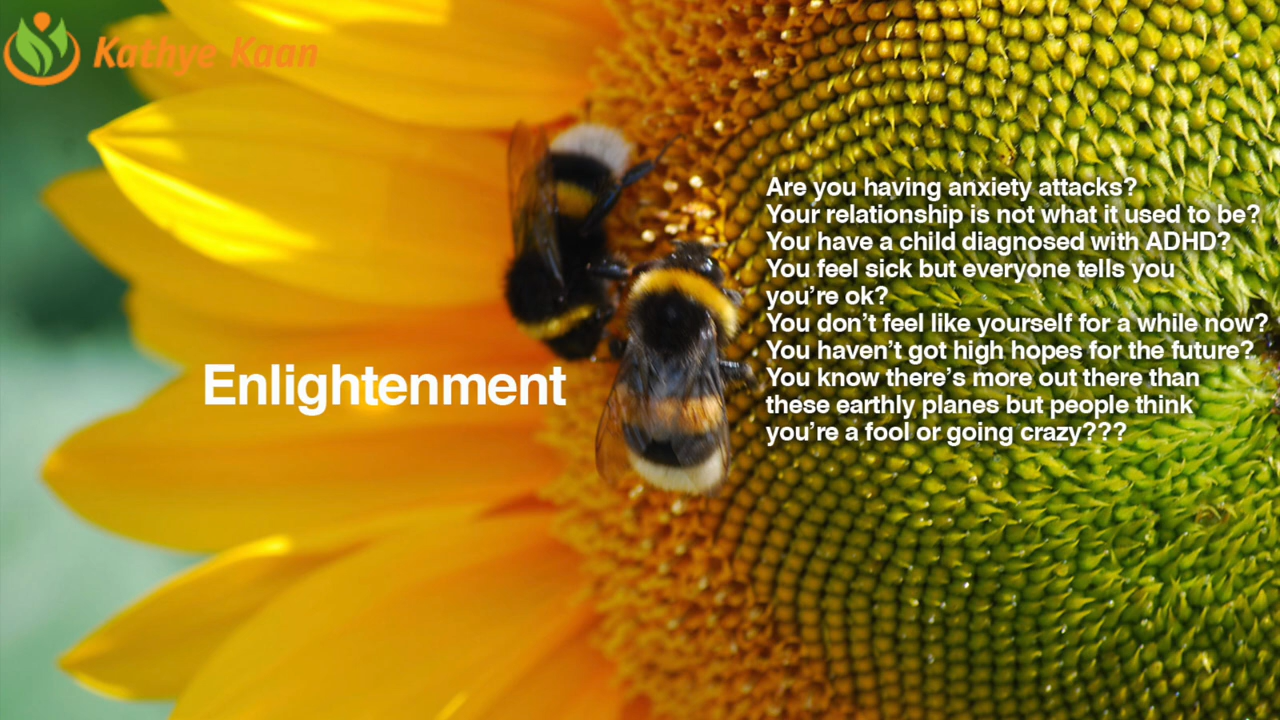 Kathye Kaan
Are you having anxiety attacks?
Your relationship is not what it used to be?
You have a child diagnosed with ADHD?
You feel sick but everyone tells you
you’re ok?
You don’t feel like yourself for a while now?
You haven’t got high hopes for the future?
You know there’s more out there than
these earthly planes but people think
you’re a fool or going crazy???
Enlightenment